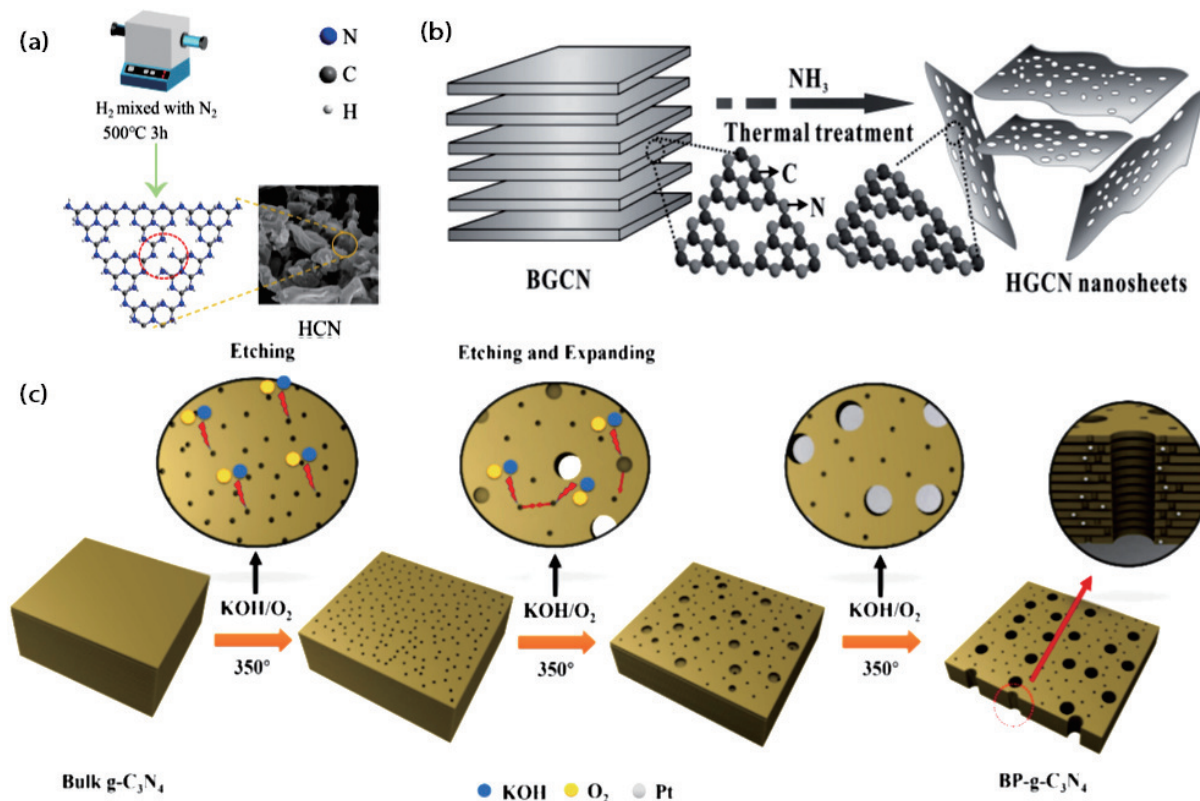 (a)
N
C
H
H₂ mixed with N₂
500°C 3h
HCN
(b)
NH₃
Thermal treatment
C
N
BGCN
HGCN nanosheets
(c)
Etching
Etching and Expanding
KOH/O₂
350°
KOH/O₂
350°
KOH/O₂
350°
Bulk g-C₃N₄
KOH
O₂
Pt
BP-g-C₃N₄